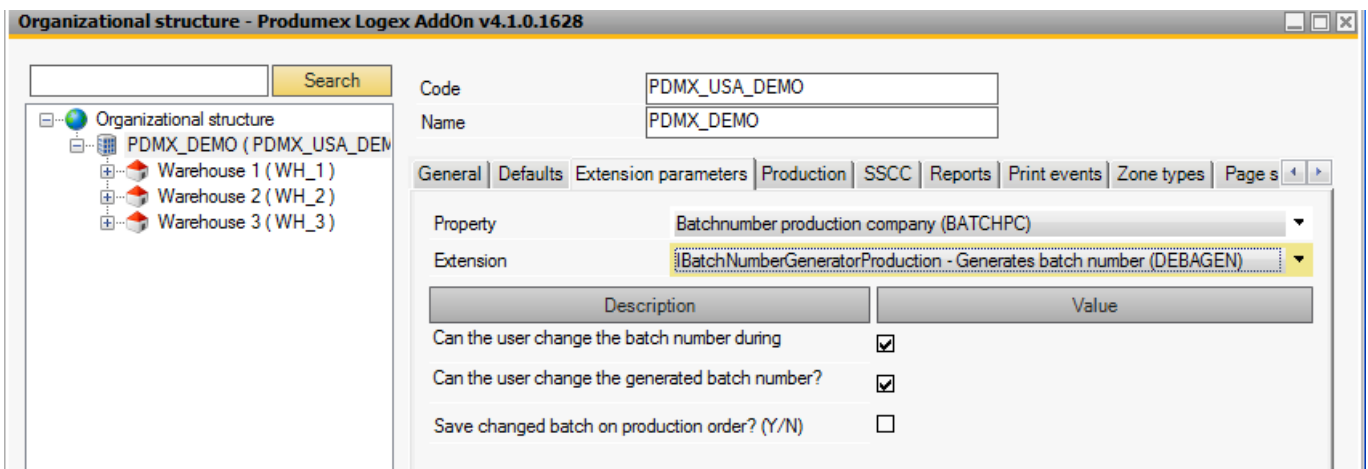 Organizational structure - Produmex Logex AddOn v4.1.0.1628
Search
Organizational structure
PDMX_DEMO ( PDMX_USA_DEM
Warehouse 1 ( WH_1 )
Warehouse 2 ( WH_2 )
Warehouse 3 ( WH_3 )
Code PDMX_USA_DEMO
Name PDMX_DEMO
General Defaults Extension parameters Production SSCC Reports Print events Zone types Page s
Property Batchnumber production company (BATCHPC)
Extension IBatchNumberGeneratorProduction - Generates batch number (DEBAGEN)
Description Value
Can the user change the batch number during
Can the user change the generated batch number?
Save changed batch on production order? (Y/N)